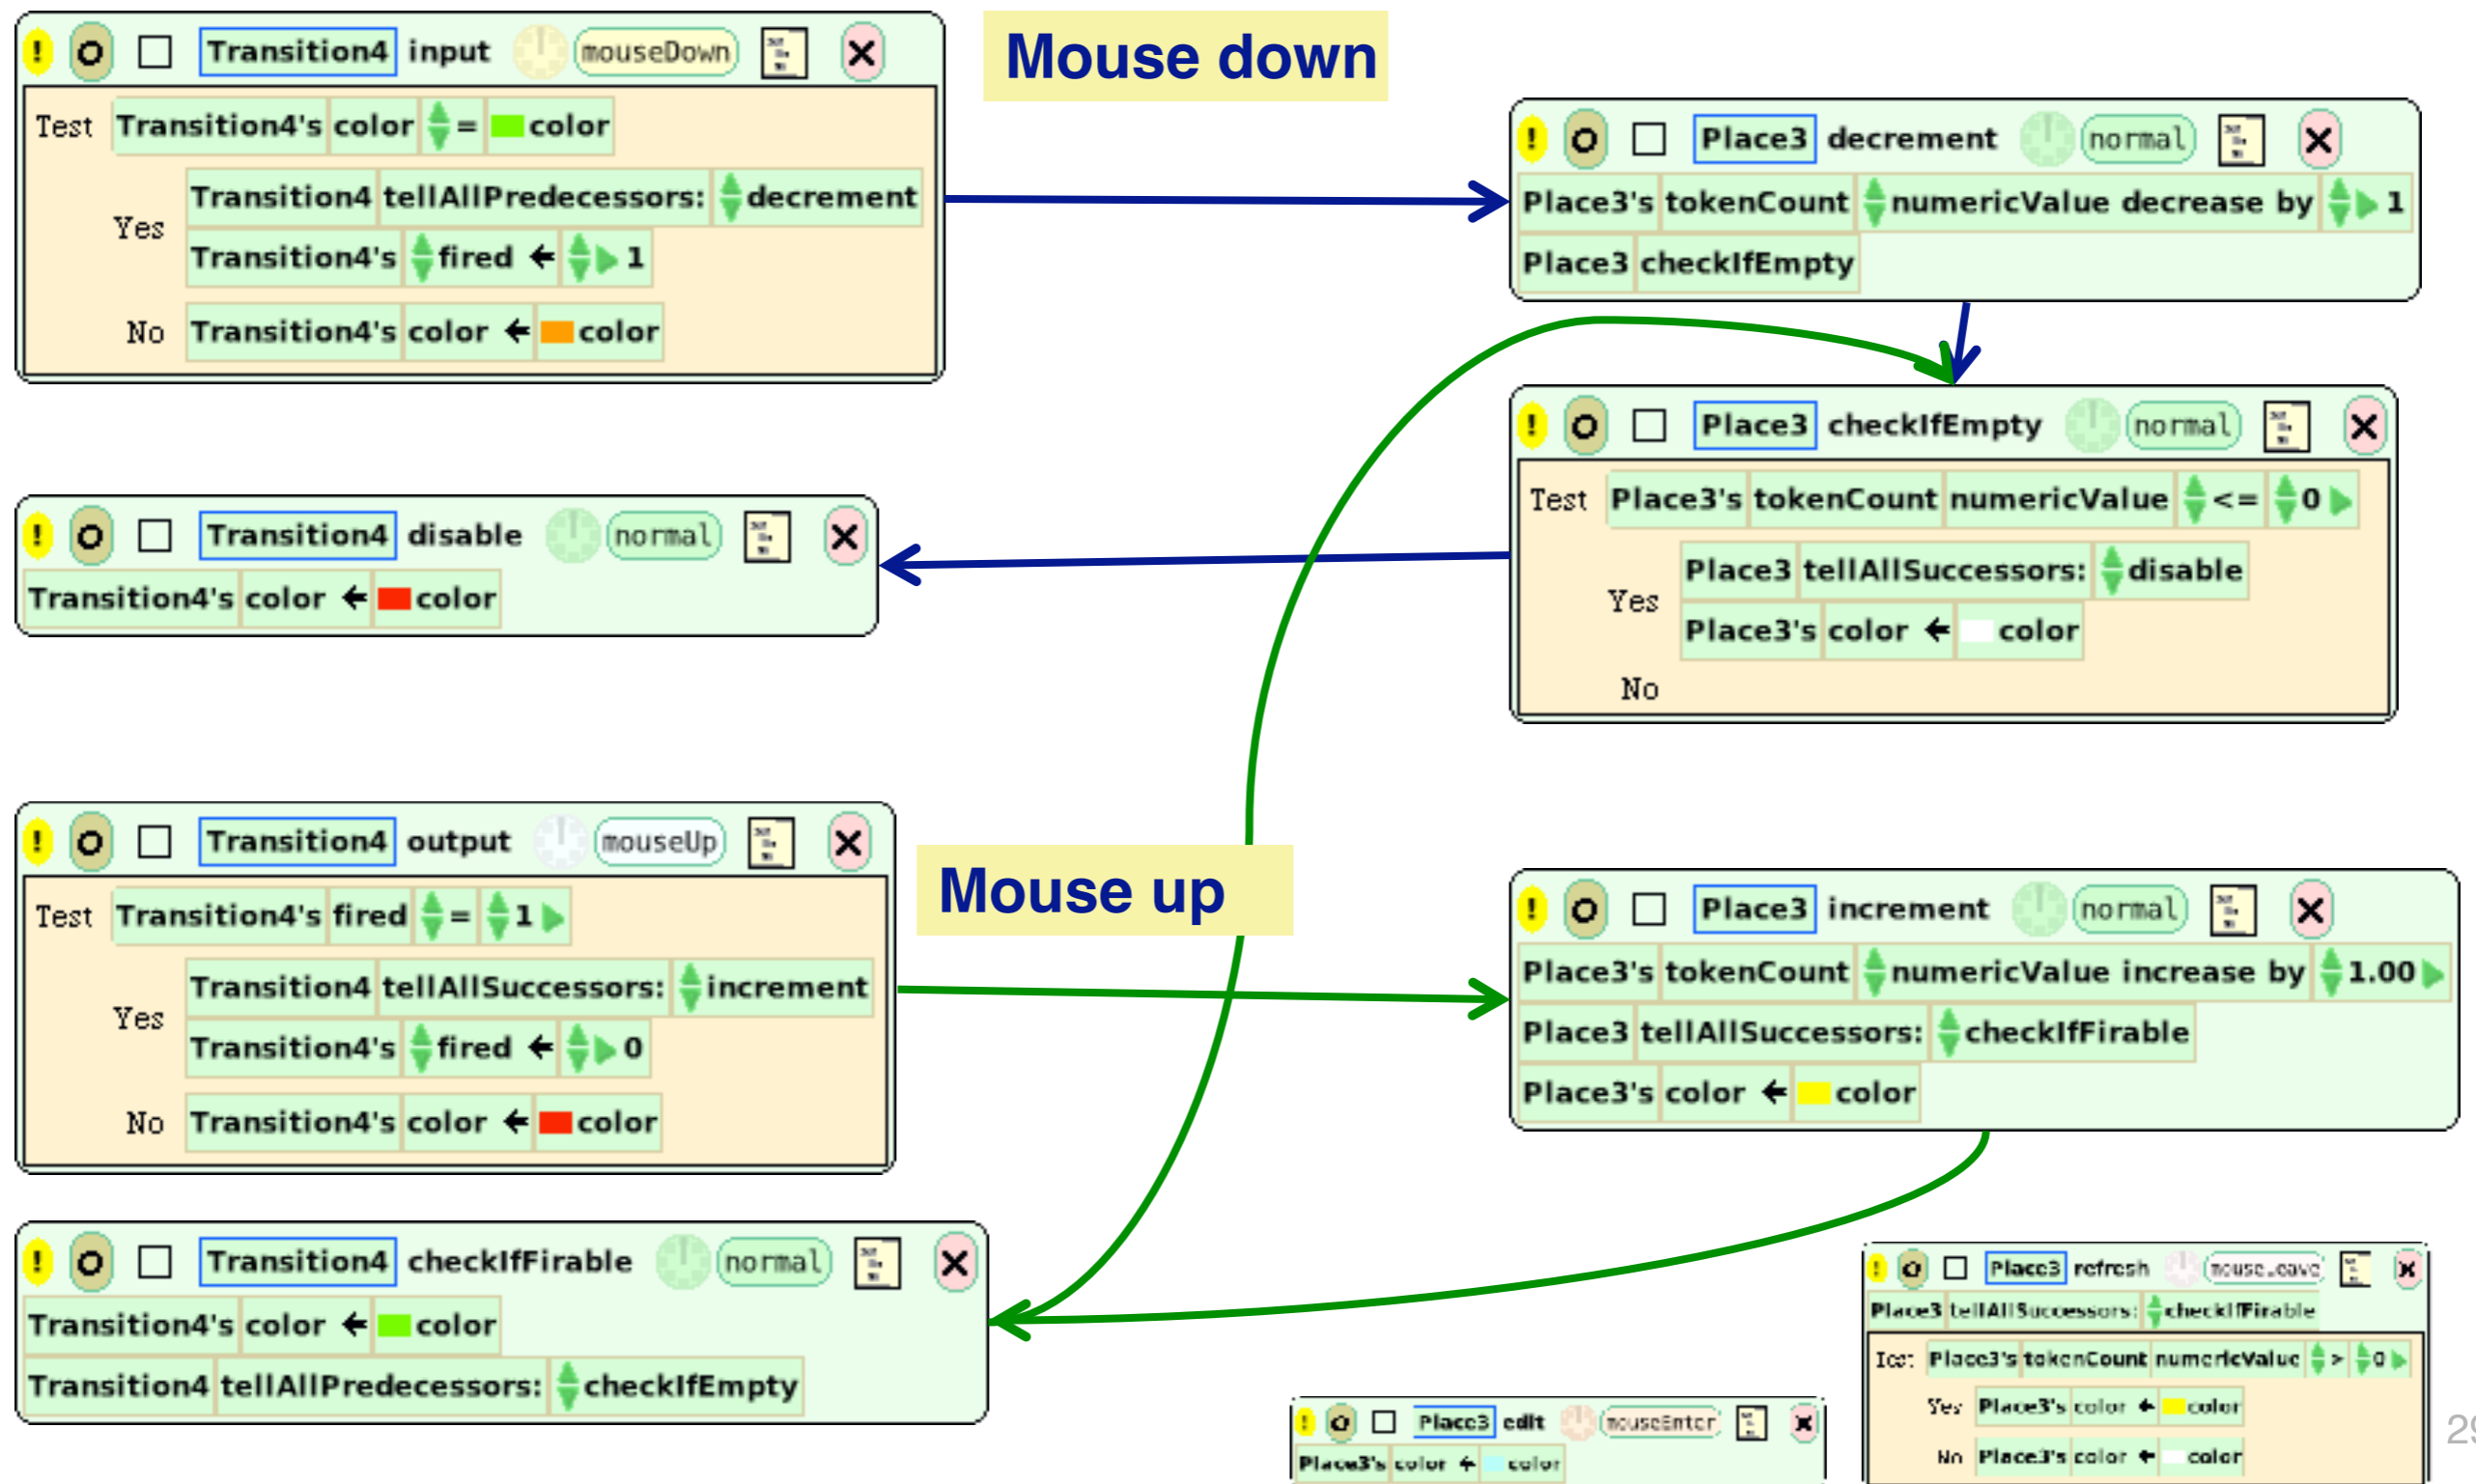 ! O Transition4 input mouseDown
Test Transition4's color = color
Yes
Transition4 tellAllPredecessors: decrement
Transition4's fired ← 1
No Transition4's color ← color
Mouse down
! O Place3 decrement normal
Place3's tokenCount numericValue decrease by 1
Place3 checkIfEmpty
! O Place3 checkIfEmpty normal
Test Place3's tokenCount numericValue <= 0
Yes
Place3 tellAllSuccessors: disable
Place3's color ← color
No
! O Transition4 disable normal
Transition4's color ← color
! O Transition4 output mouseUp
Test Transition4's fired = 1
Yes
Transition4 tellAllSuccessors: increment
Transition4's fired ← 0
No Transition4's color ← color
Mouse up
! O Place3 increment normal
Place3's tokenCount numericValue increase by 1.00
Place3 tellAllSuccessors: checkIfFirable
Place3's color ← color
! O Transition4 checkIfFirable normal
Transition4's color ← color
Transition4 tellAllPredecessors: checkIfEmpty
! O Place3 edit mouseEnter
Place3's color ← color
! O Place3 refresh mouseLeave
Place3 tellAllSuccessors: checkIfFirable
Test Place3's tokenCount numericValue > 0
Yes Place3's color ← color
No Place3's color ← color
29